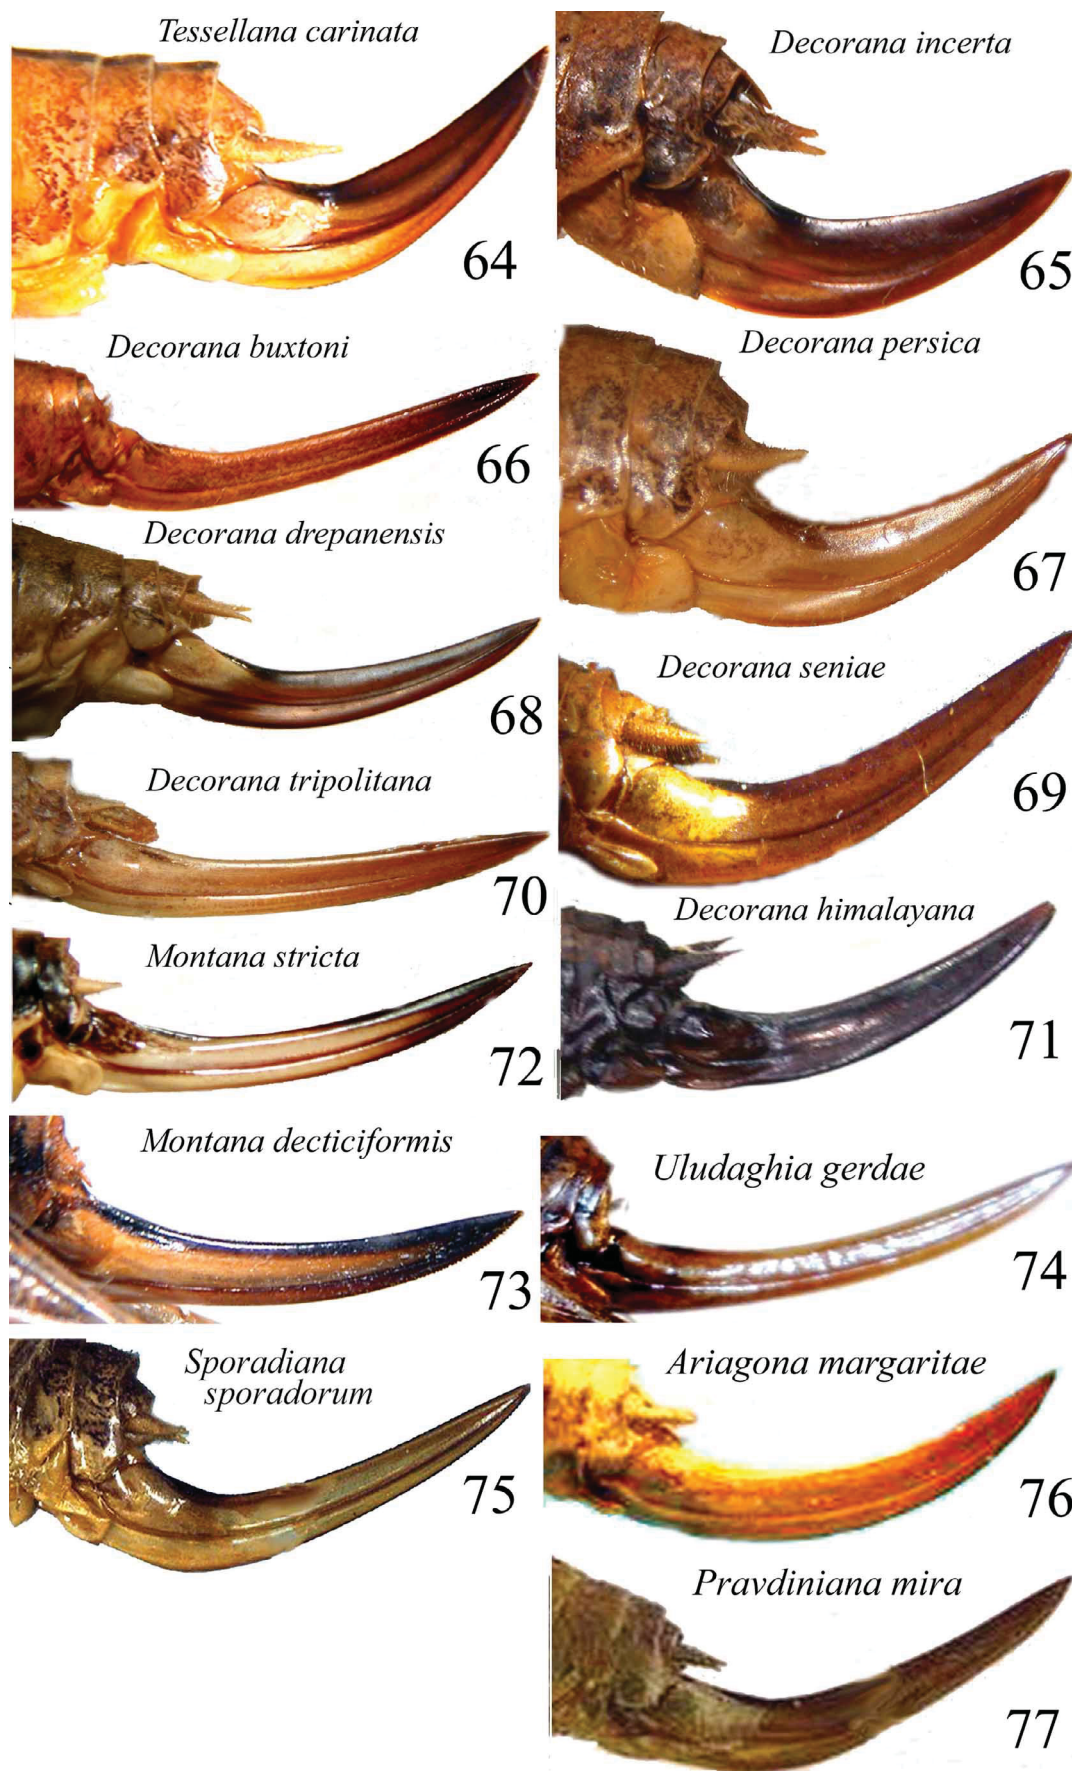 Tessellana carinata
64
Decorana incerta
65
Decorana buxtoni
66
Decorana persica
67
Decorana drepanensis
68
Decorana seniae
69
Decorana tripolitana
70
Decorana himalayana
71
Montana stricta
72
Montana decticiformis
73
Uludaghia gerdae
74
Sporadiana
sporadorum
75
Ariagona margaritae
76
Pravdiniana mira
77